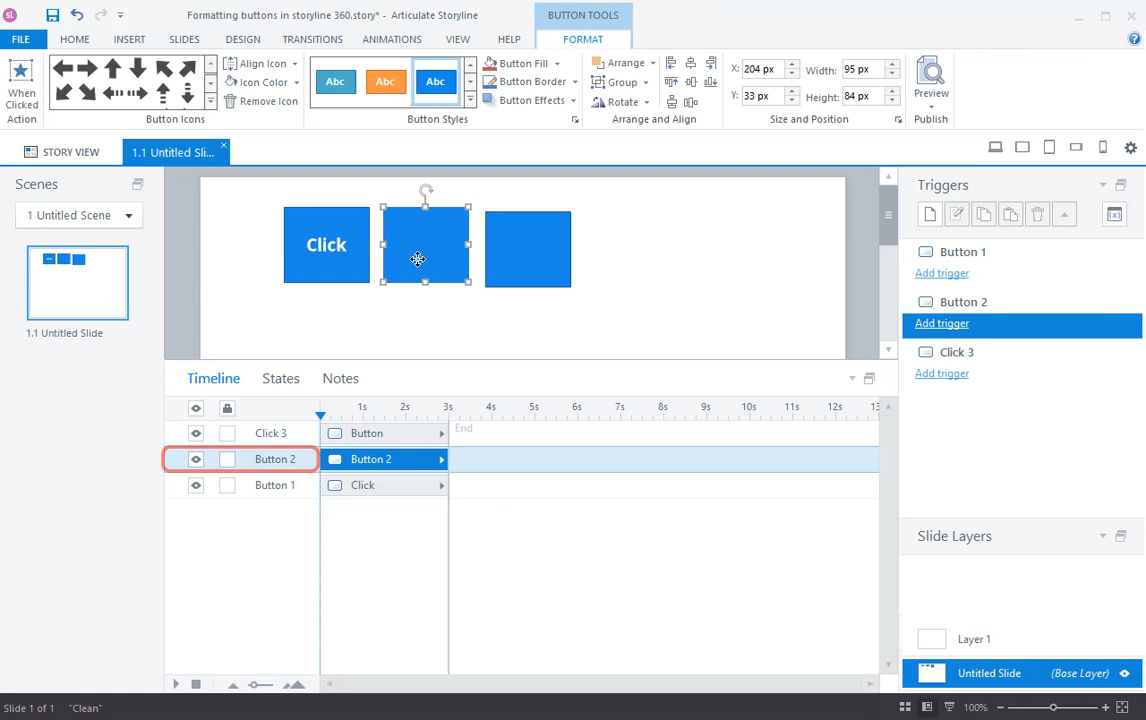 sl
Formatting buttons in storyline 360.story* - Articulate Storyline
BUTTON TOOLS
FILE HOME INSERT SLIDES DESIGN TRANSITIONS ANIMATIONS VIEW HELP FORMAT
When
Clicked
Action
Align Icon
Icon Color
Remove Icon
Button Icons
Abc Abc Abc
Button Fill
Button Border
Button Effects
Button Styles
Arrange
Group
Rotate
Arrange and Align
X: 204 px Width: 95 px
Y: 33 px Height: 84 px
Size and Position
Preview
Publish
STORY VIEW
1.1 Untitled Sli...
Scenes
1 Untitled Scene
1.1 Untitled Slide
Click
Triggers
Button 1
Add trigger
Button 2
Add trigger
Click 3
Add trigger
Timeline States Notes
1s 2s 3s 4s 5s 6s 7s 8s 9s 10s 11s 12s 13
Click 3 Button End
Button 2 Button 2
Button 1 Click
Slide Layers
Layer 1
Untitled Slide (Base Layer)
Slide 1 of 1 "Clean" 100%